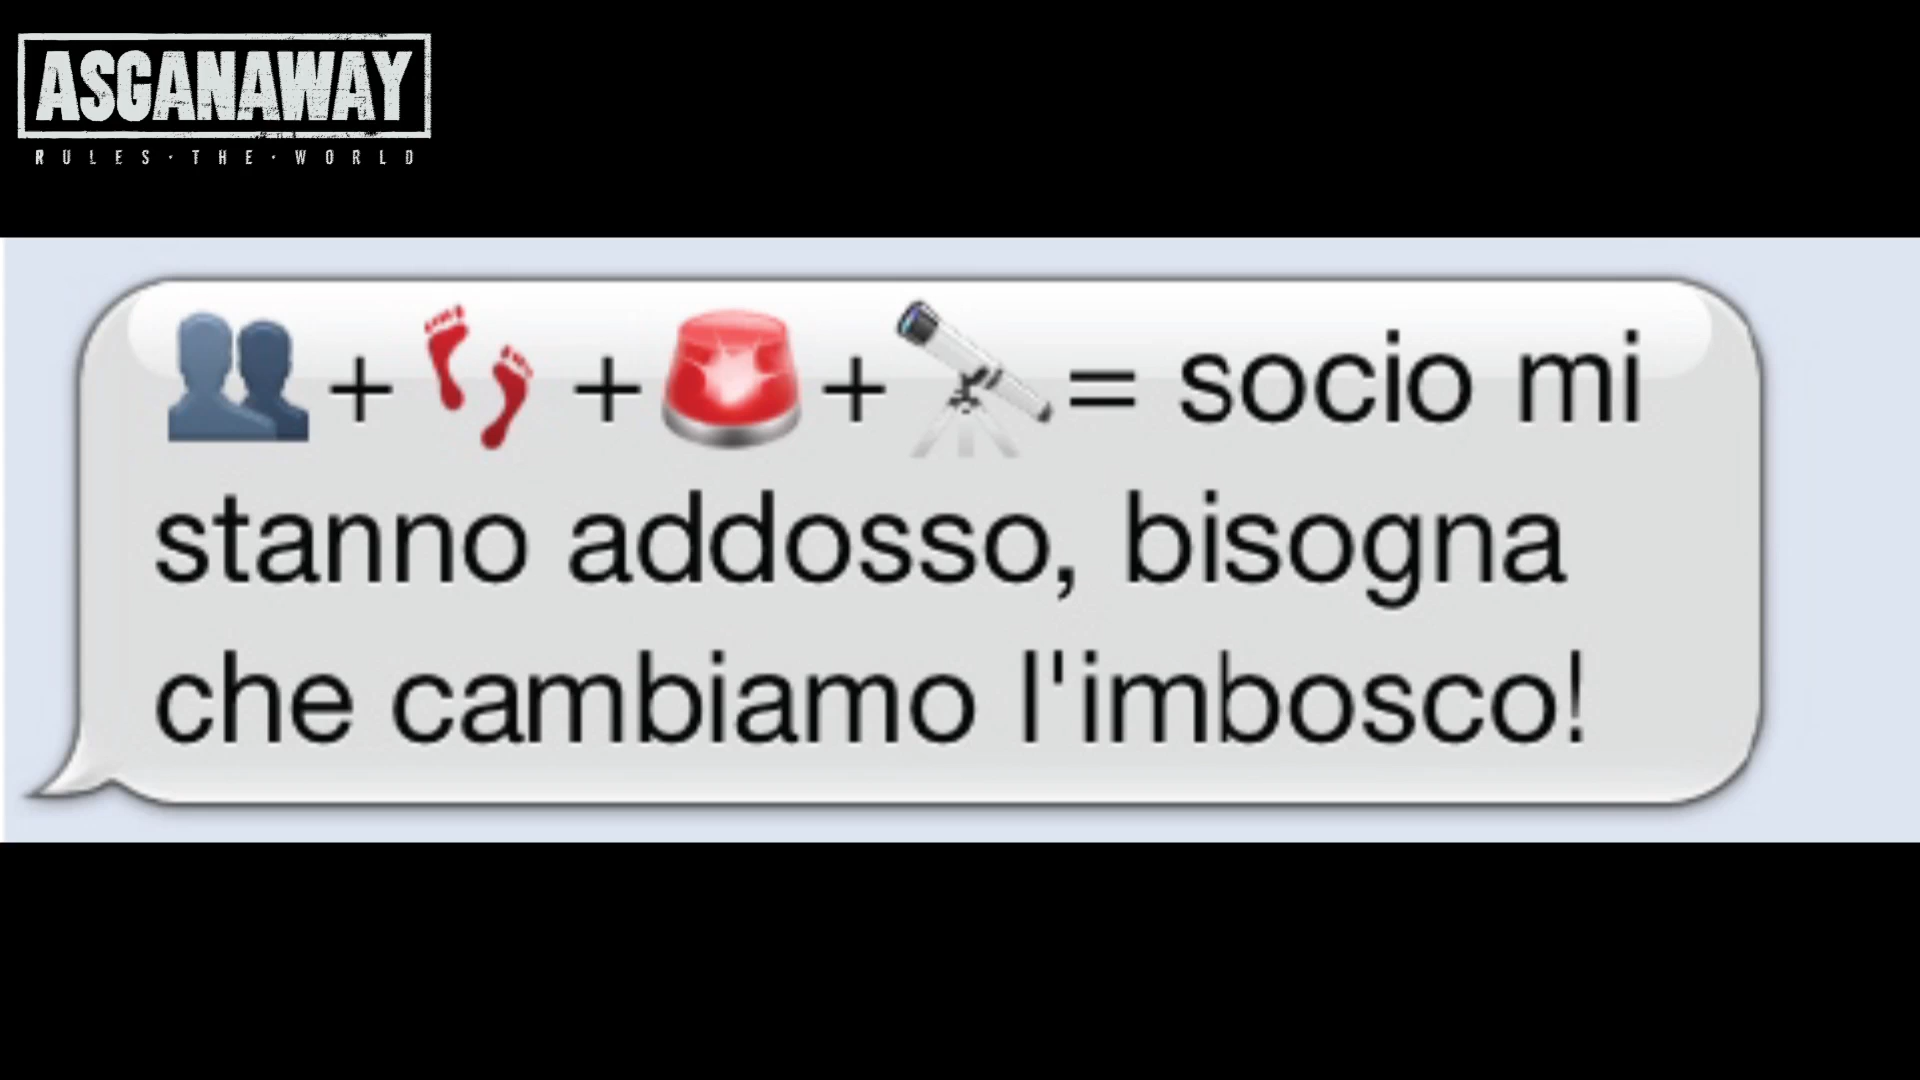 ASGANAWAY
RULES·THE·WORLD
👥+👣+🚨+🔭= socio mi
stanno addosso, bisogna
che cambiamo l'imbosco!